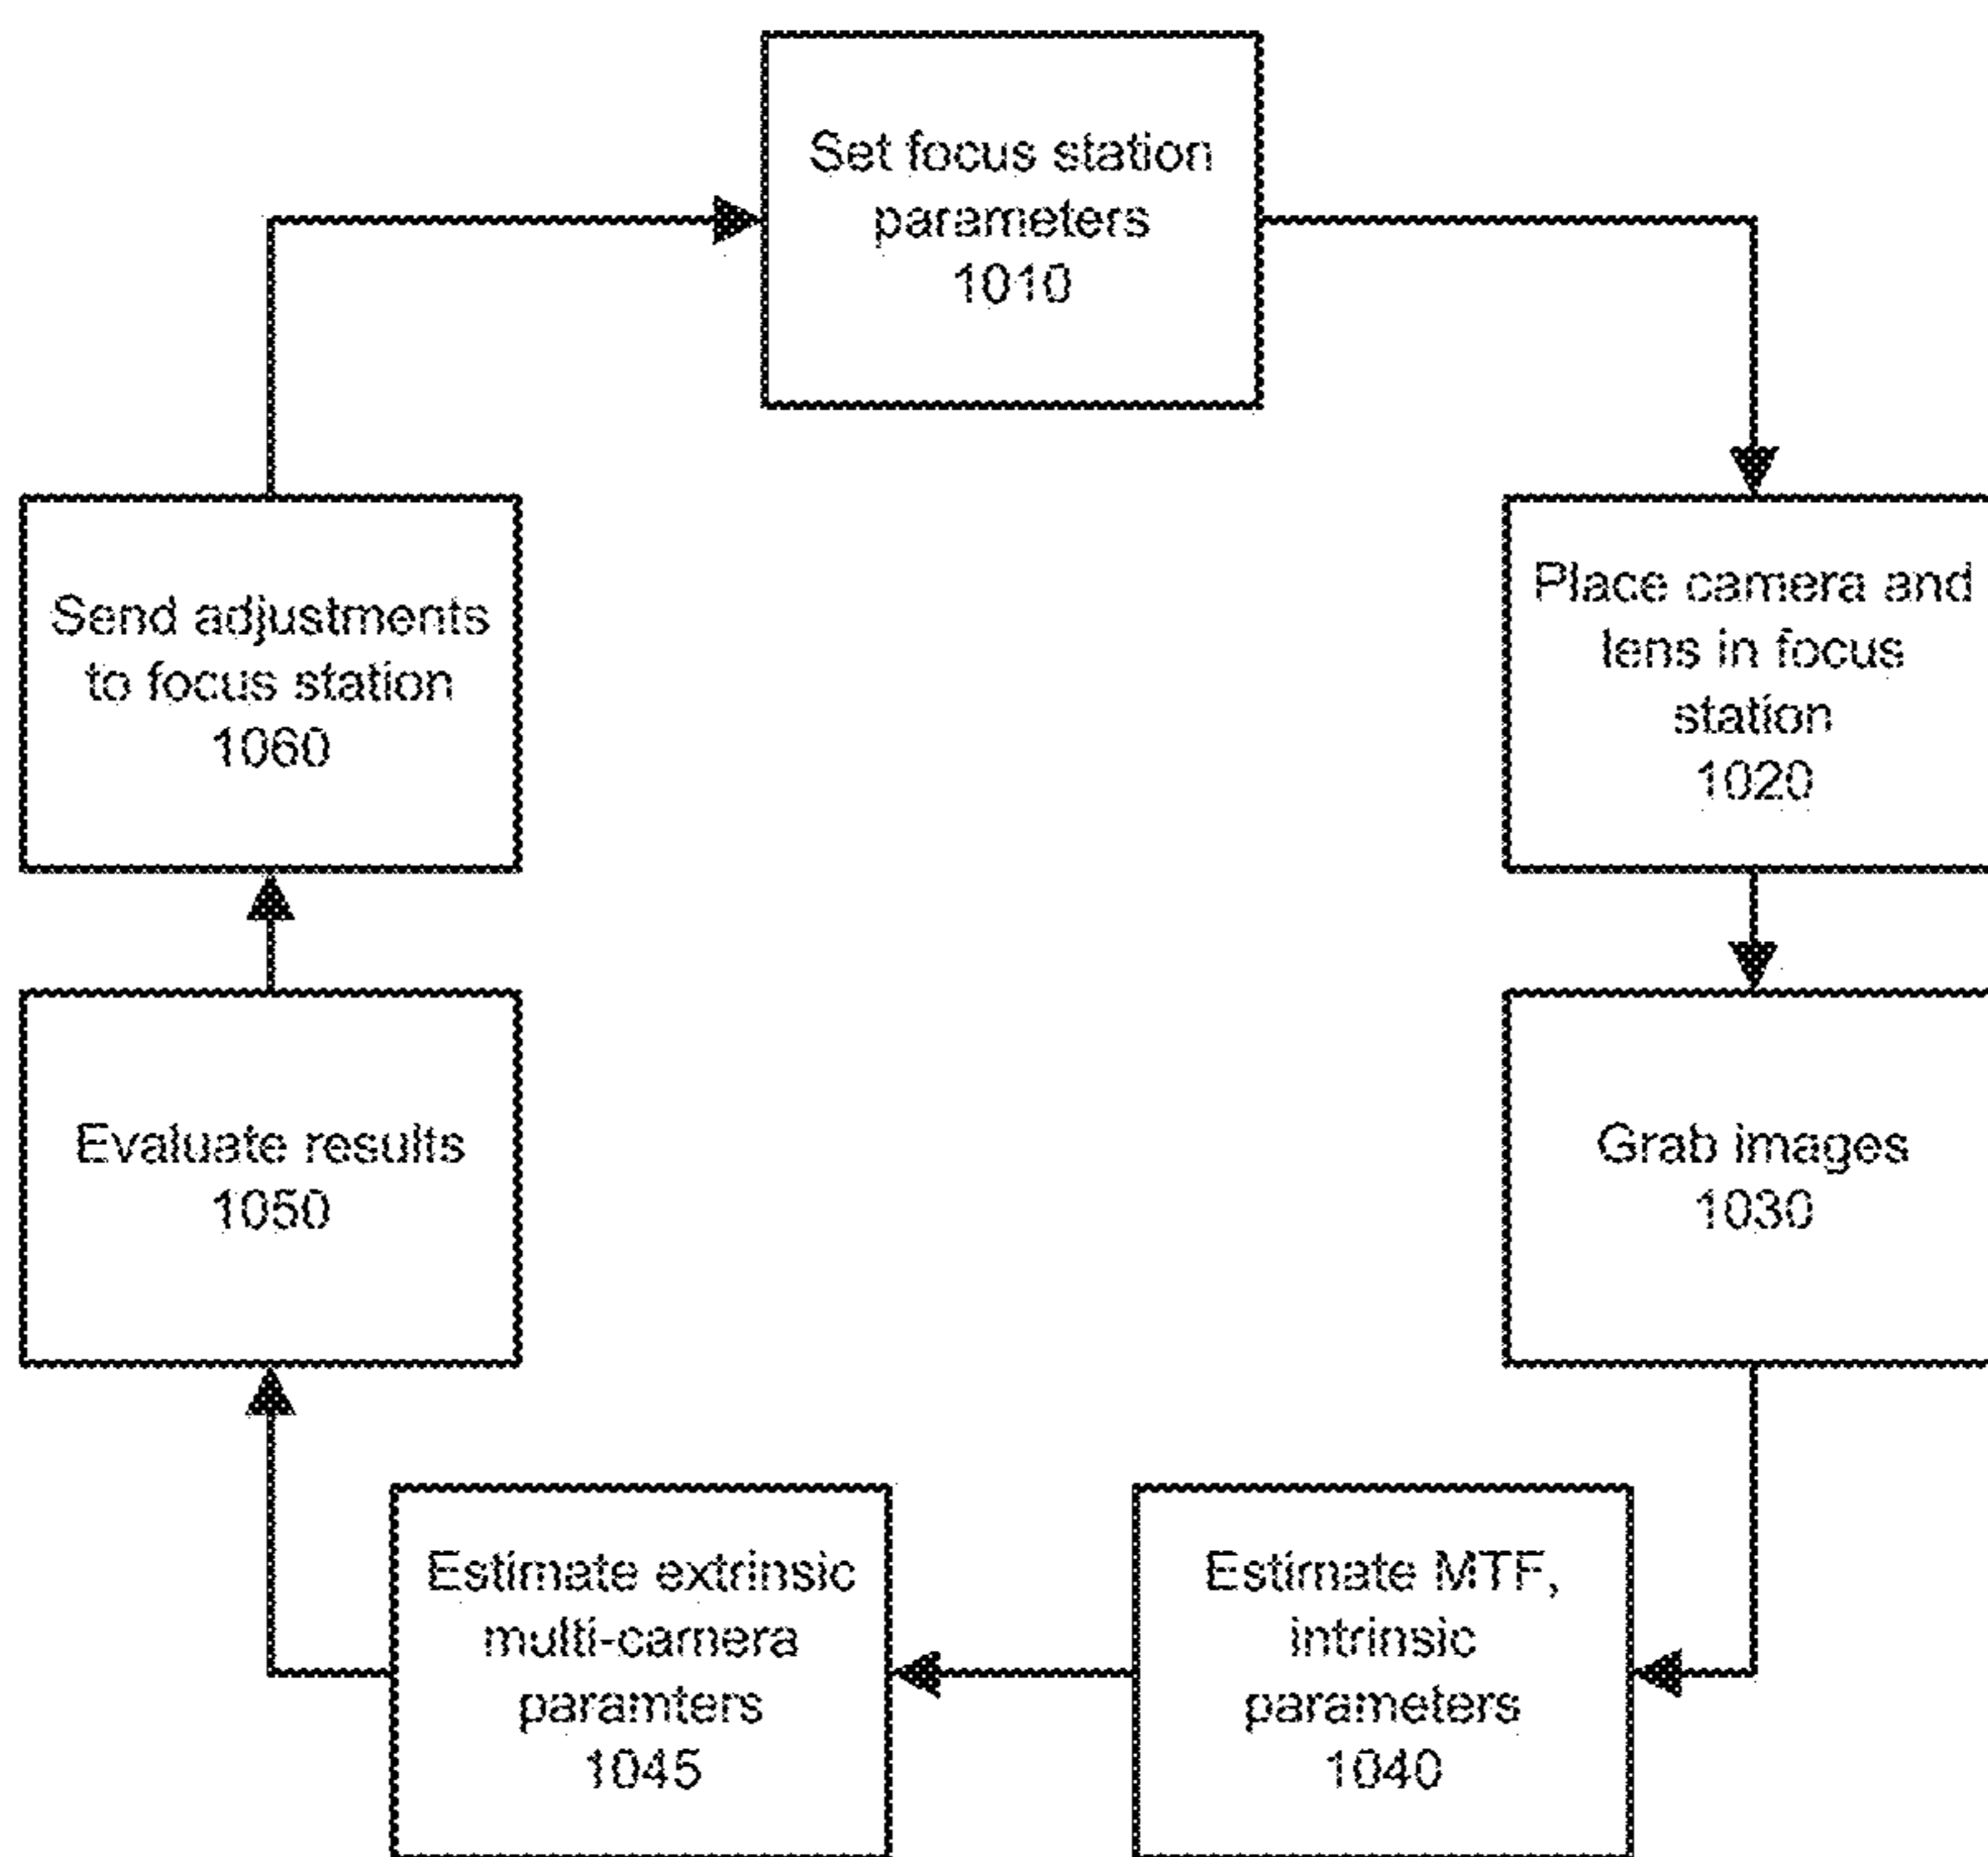 Set focus station
parameters
1010
Place camera and
lens in focus
station
1020
Grab images
1030
Estimate MTF,
intrinsic
parameters
1040
Estimate extrinsic
multi-camera
paramters
1045
Evaluate results
1050
Send adjustments
to focus station
1060